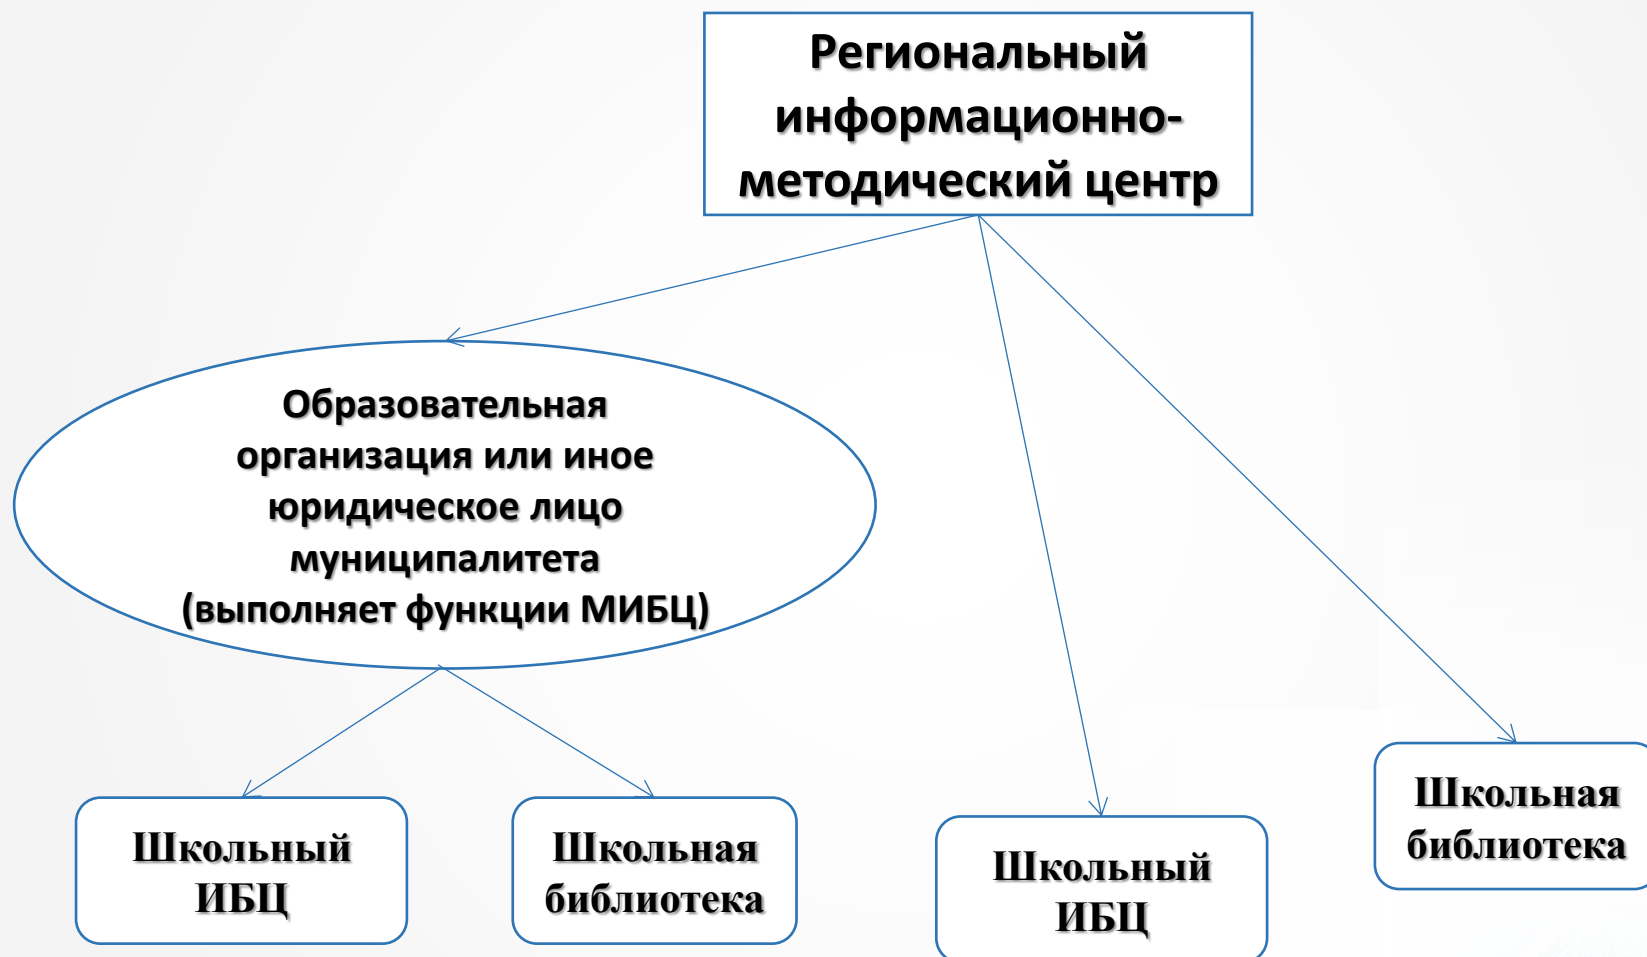 Региональный
информационно-
методический центр
Образовательная
организация или иное
юридическое лицо
муниципалитета
(выполняет функции МИБЦ)
Школьный
ИБЦ
Школьная
библиотека
Школьный
ИБЦ
Школьная
библиотека